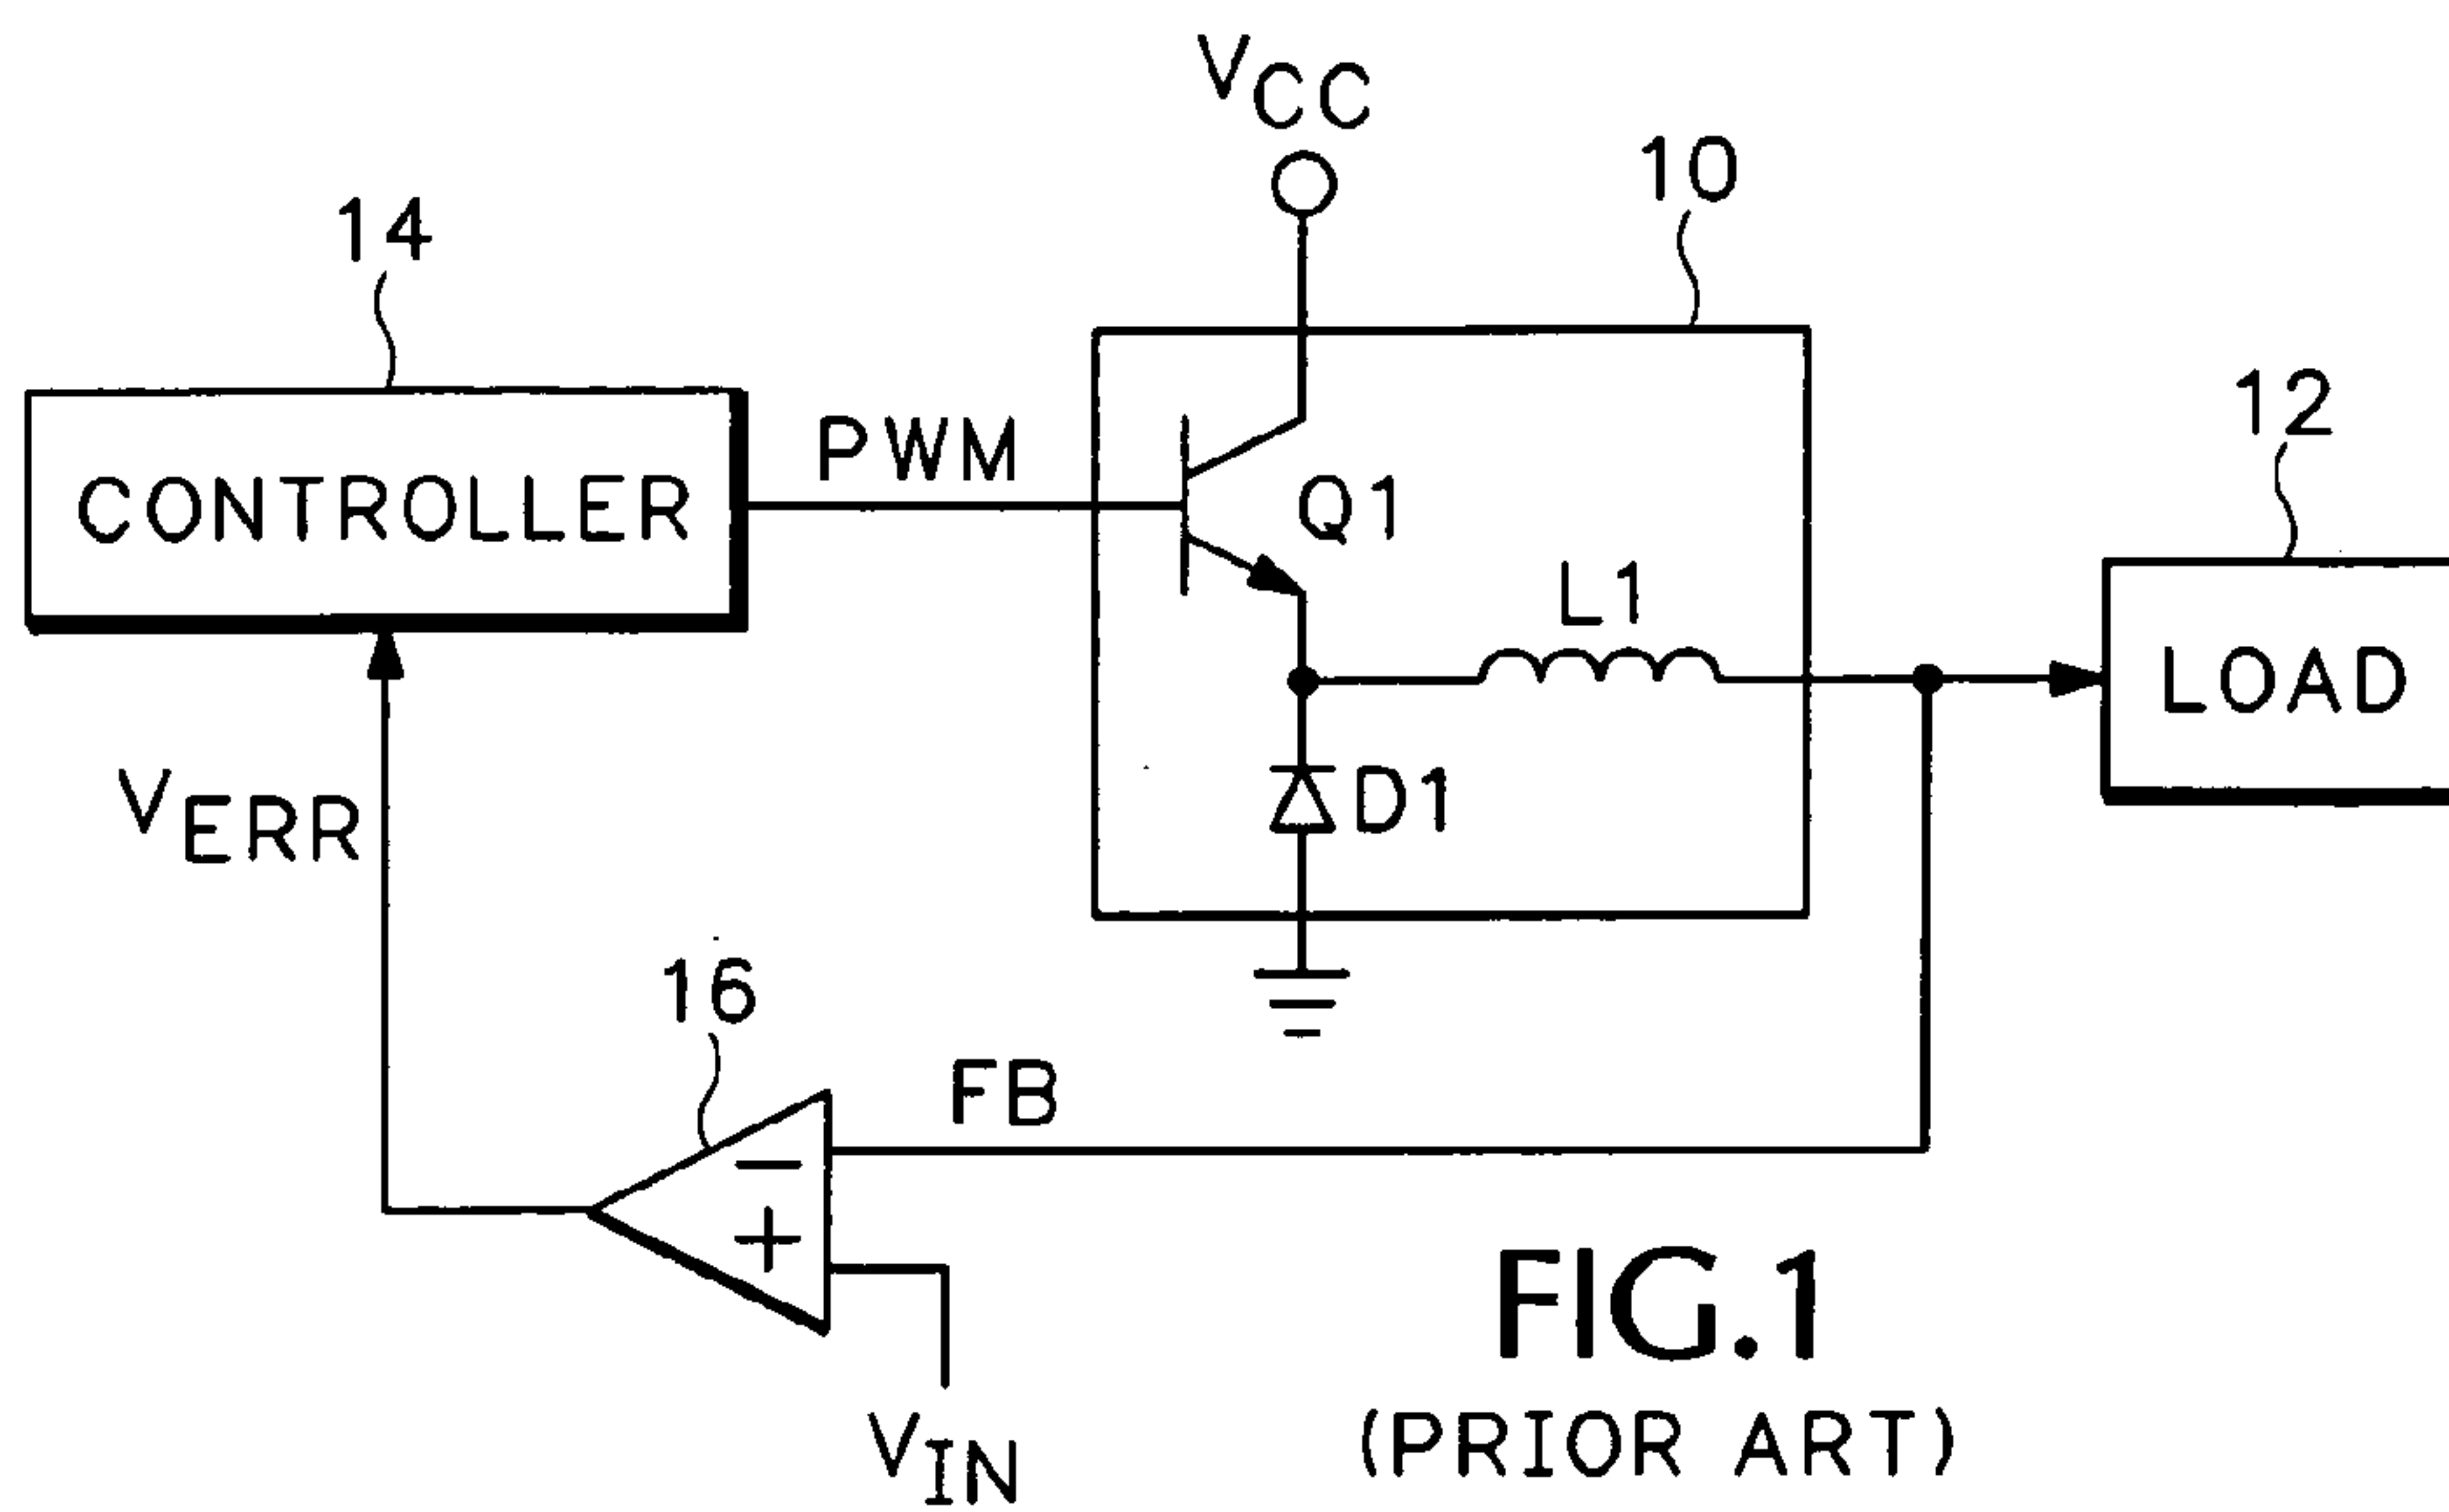 VCC
10
14
12
CONTROLLER
PWM
Q1
L1
LOAD
VERR
D1
16
FB
−
+
VIN
FIG.1
(PRIOR ART)